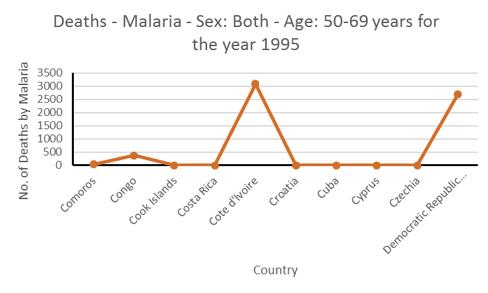 Deaths - Malaria - Sex: Both - Age: 50-69 years for
the year 1995
No. of Deaths by Malaria
3500
3000
2500
2000
1500
1000
500
0
Comoros
Congo
Cook Islands
Costa Rica
Cote d'Ivoire
Croatia
Cuba
Cyprus
Czechia
Democratic Republic...
Country